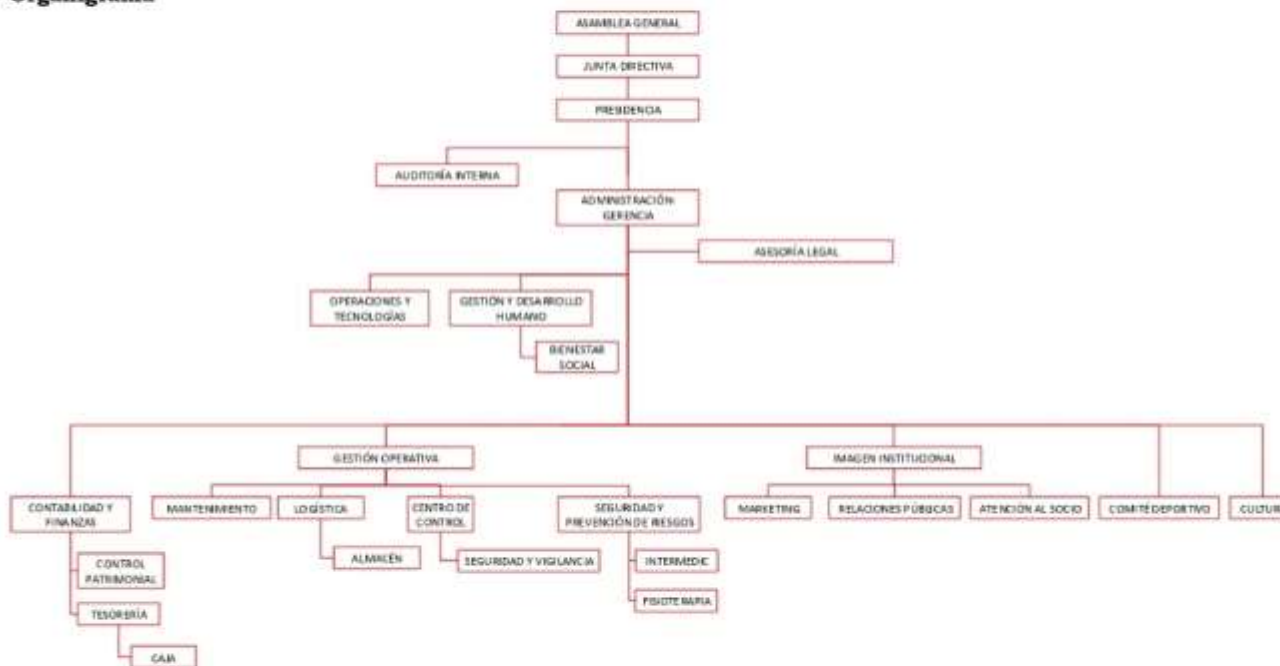 ASAMBLEA GENERAL
JUNTA DIRECTIVA
PRESIDENCIA
AUDITORÍA INTERNA
ADMINISTRACIÓN
GERENCIA
ASESORÍA LEGAL
OPERACIONES Y
TECNOLOGÍAS
GESTIÓN Y DESARROLLO
HUMANO
BIENESTAR
SOCIAL
GESTIÓN OPERATIVA
IMAGEN INSTITUCIONAL
CONTABILIDAD Y
FINANZAS
MANTENIMIENTO
LOGÍSTICA
CENTRO DE
CONTROL
SEGURIDAD Y
PREVENCIÓN DE RIESGOS
MARKETING
RELACIONES PÚBLICAS
ATENCIÓN AL SOCIO
COMITÉ DEPORTIVO
CULTUR
CONTROL
PATRIMONIAL
ALMACÉN
SEGURIDAD Y VIGILANCIA
INTERMEDIC
TESORERÍA
FISIOTERAPIA
CAJA